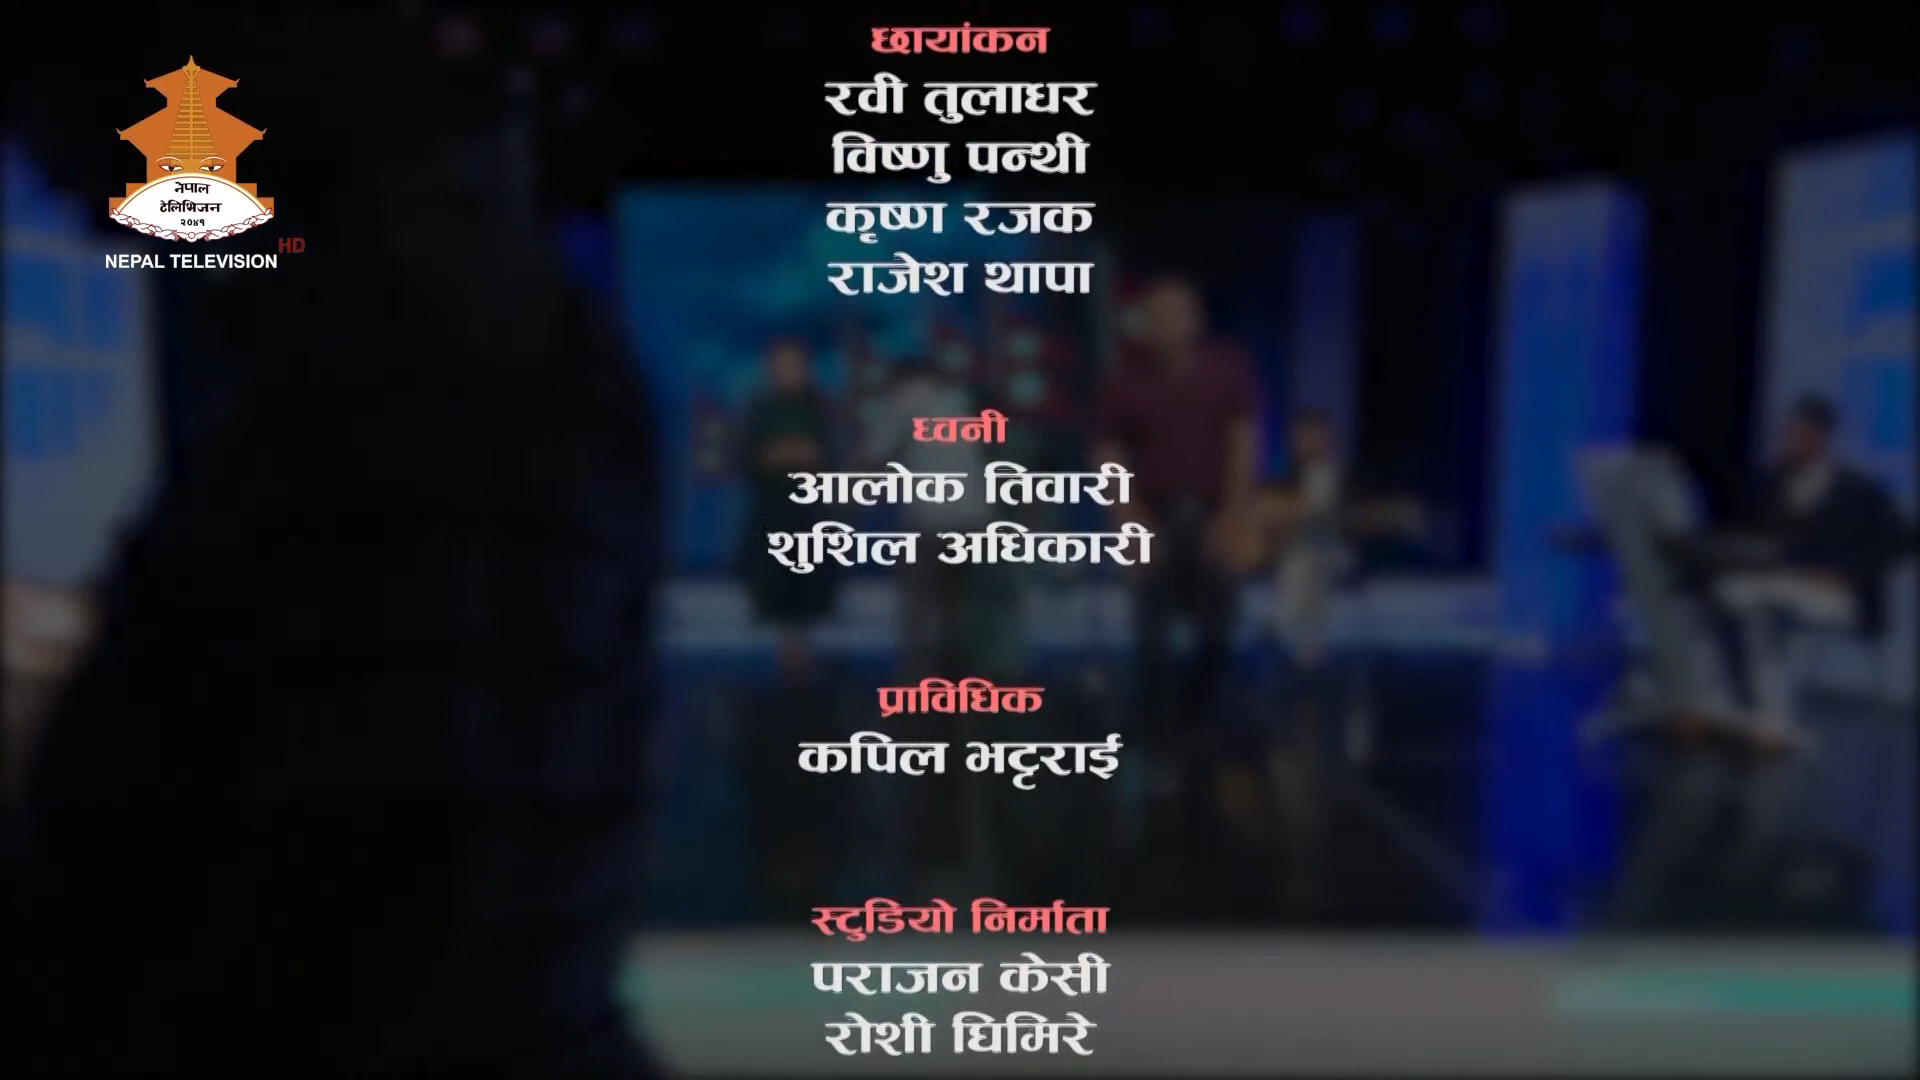 नेपाल
टेलिभिजन
२०४१
NEPAL TELEVISION HD
छायांकन
रवी तुलाधर
विष्णु पन्थी
कृष्ण रजक
राजेश थापा
ध्वनी
आलोक तिवारी
शुशिल अधिकारी
प्राविधिक
कपिल भट्टराई
स्टुडियो निर्माता
पराजन केसी
रोशी घिमिरे